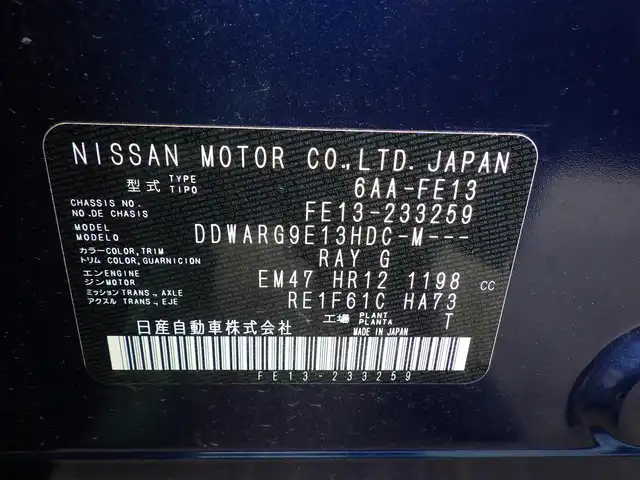 NISSAN MOTOR CO.,LTD. JAPAN
型式 TYPE TIPO 6AA-FE13
CHASSIS NO. NO.DE CHASIS FE13-233259
MODEL MODELO DDWARG9E13HDC-M---
カラー COLOR, TRIM トリム COLOR, GUARNICION RAY G
エンEN GINE ジン MOTOR EM47 HR12 1198 cc
ミッション TRANS., AXLE アクスル TRANS., EJE RE1F61C HA73
工場 PLANT PLANTA T
日産自動車株式会社 MADE IN JAPAN
FE13-233259